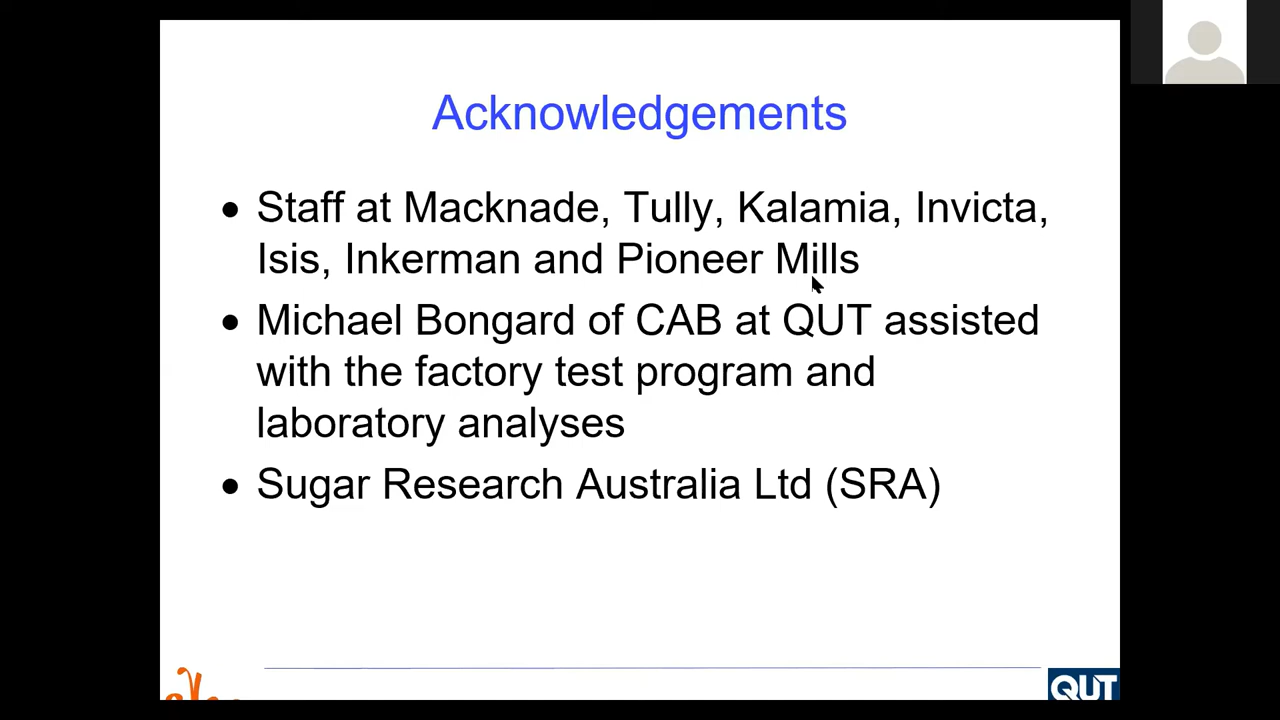 Acknowledgements
• Staff at Macknade, Tully, Kalamia, Invicta,
Isis, Inkerman and Pioneer Mills
• Michael Bongard of CAB at QUT assisted
with the factory test program and
laboratory analyses
• Sugar Research Australia Ltd (SRA)
QUT